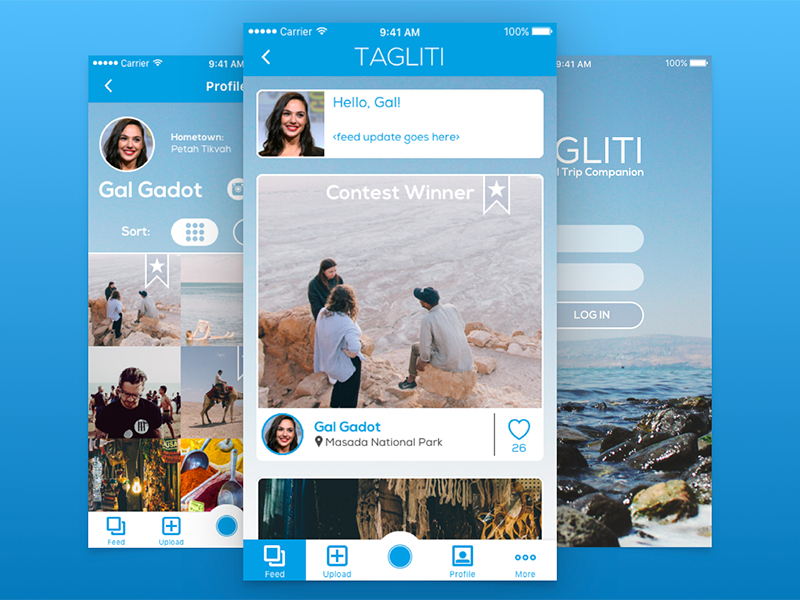 Carrier
9:41 AM
Profile
Hometown:
Petah Tikvah
Gal Gadot
Sort:
Feed
Upload
Carrier
9:41 AM
100%
TAGLITI
Hello, Gal!
<feed update goes here>
Contest Winner
Gal Gadot
Masada National Park
26
Feed
Upload
Profile
More
9:41 AM
100%
GLITI
Trip Companion
LOG IN